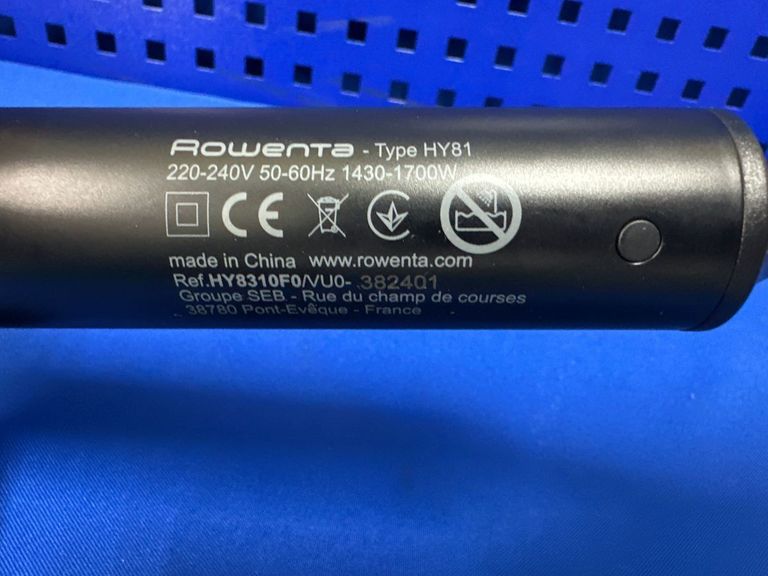 Rowenta - Type HY81
220-240V 50-60Hz 1430-1700W
CE
made in China www.rowenta.com
Ref.HY8310F0/VU0- 382401
Groupe SEB - Rue du champ de courses
38780 Pont-Evêque - France